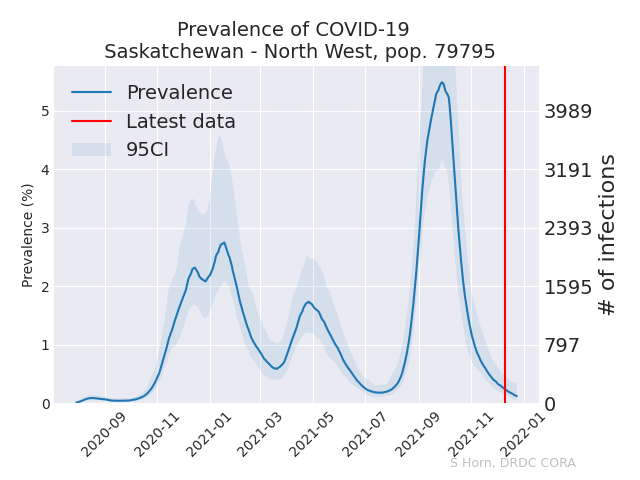 Prevalence of COVID-19
Saskatchewan - North West, pop. 79795
Prevalence
Latest data
95CI
Prevalence (%)
5
4
3
2
1
0
3989
3191
2393
1595
797
0
# of infections
2020-09
2020-11
2021-01
2021-03
2021-05
2021-07
2021-09
2021-11
2022-01
S Horn, DRDC CORA